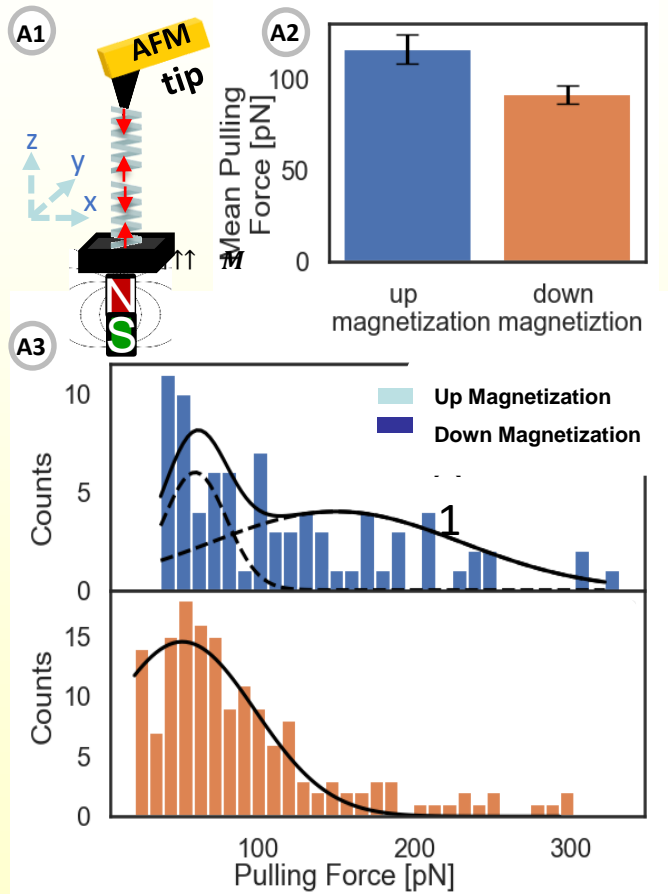 A1
AFM
tip
z
y
x
↑↑ M
N
S
A2
Mean Pulling
Force [pN]
100
50
0
up
magnetization
down
magnetiztion
A3
Counts
10
5
0
Up Magnetization
Down Magnetization
1
Counts
15
10
5
0
100
200
300
Pulling Force [pN]